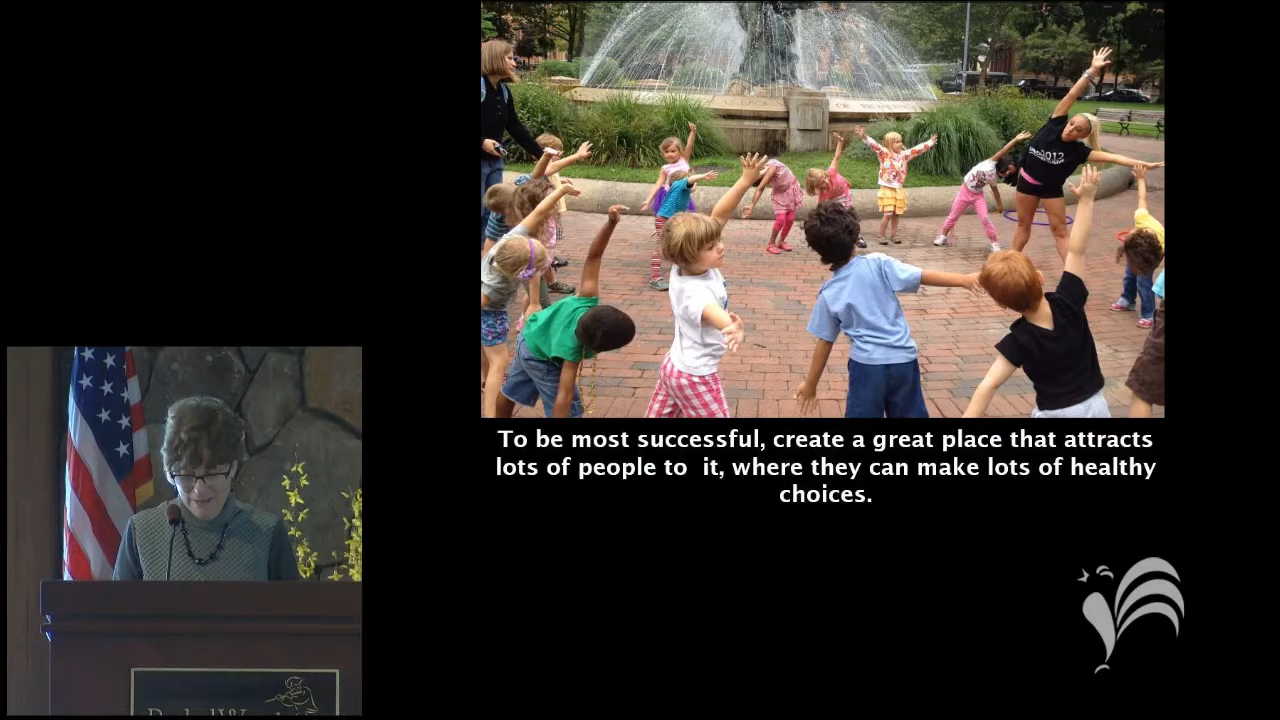 2012
To be most successful, create a great place that attracts
lots of people to  it, where they can make lots of healthy
choices.